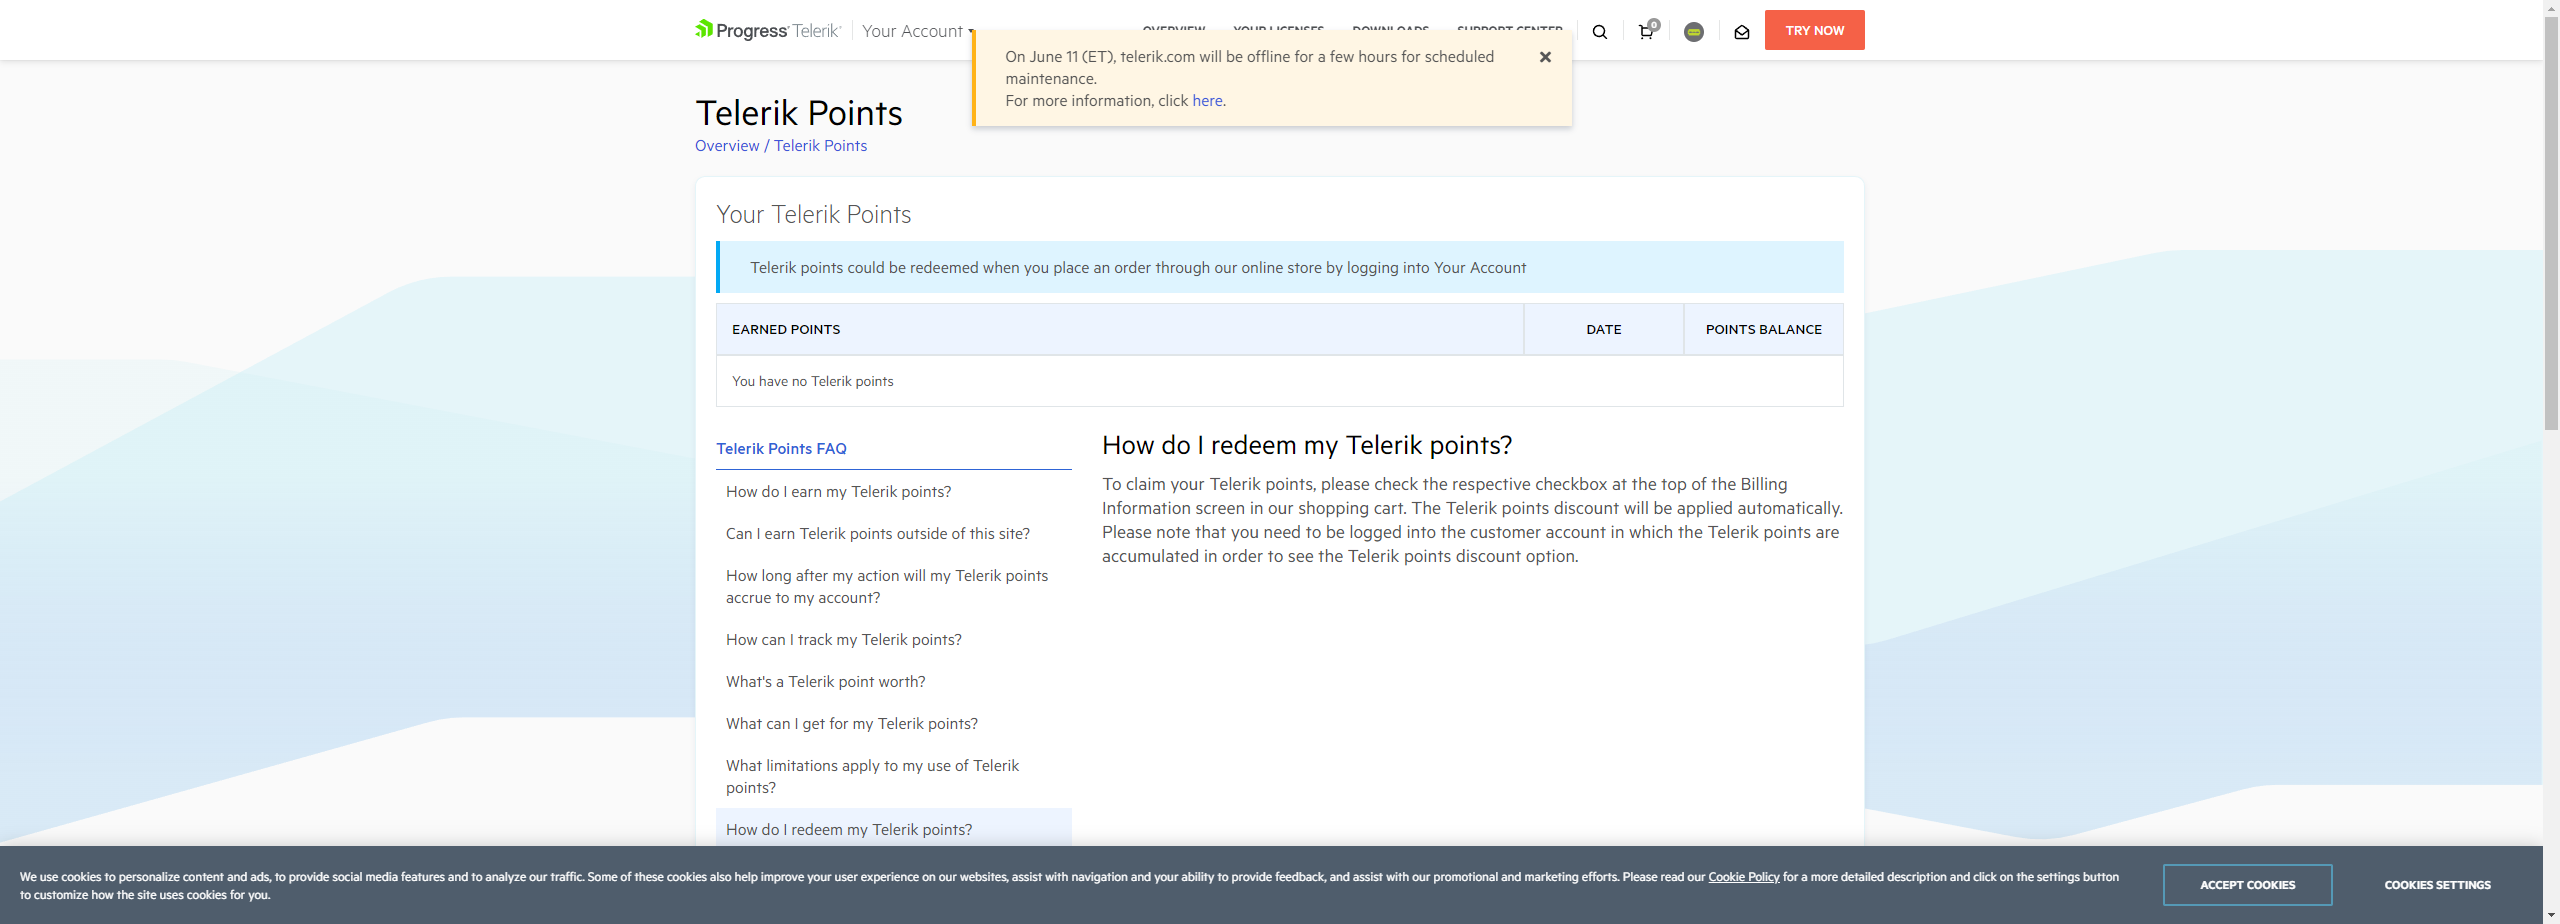 Progress Telerik
Your Account
OVERVIEW YOUR LICENSES DOWNLOADS SUPPORT CENTER
0
TRY NOW
On June 11 (ET), telerik.com will be offline for a few hours for scheduled
maintenance.
For more information, click here.
Telerik Points
Overview / Telerik Points
Your Telerik Points
Telerik points could be redeemed when you place an order through our online store by logging into Your Account
EARNED POINTS DATE POINTS BALANCE
You have no Telerik points
Telerik Points FAQ
How do I earn my Telerik points?
Can I earn Telerik points outside of this site?
How long after my action will my Telerik points
accrue to my account?
How can I track my Telerik points?
What's a Telerik point worth?
What can I get for my Telerik points?
What limitations apply to my use of Telerik
points?
How do I redeem my Telerik points?
How do I redeem my Telerik points?
To claim your Telerik points, please check the respective checkbox at the top of the Billing
Information screen in our shopping cart. The Telerik points discount will be applied automatically.
Please note that you need to be logged into the customer account in which the Telerik points are
accumulated in order to see the Telerik points discount option.
We use cookies to personalize content and ads, to provide social media features and to analyze our traffic. Some of these cookies also help improve your user experience on our websites, assist with navigation and your ability to provide feedback, and assist with our promotional and marketing efforts. Please read our Cookie Policy for a more detailed description and click on the settings button
to customize how the site uses cookies for you.
ACCEPT COOKIES
COOKIES SETTINGS